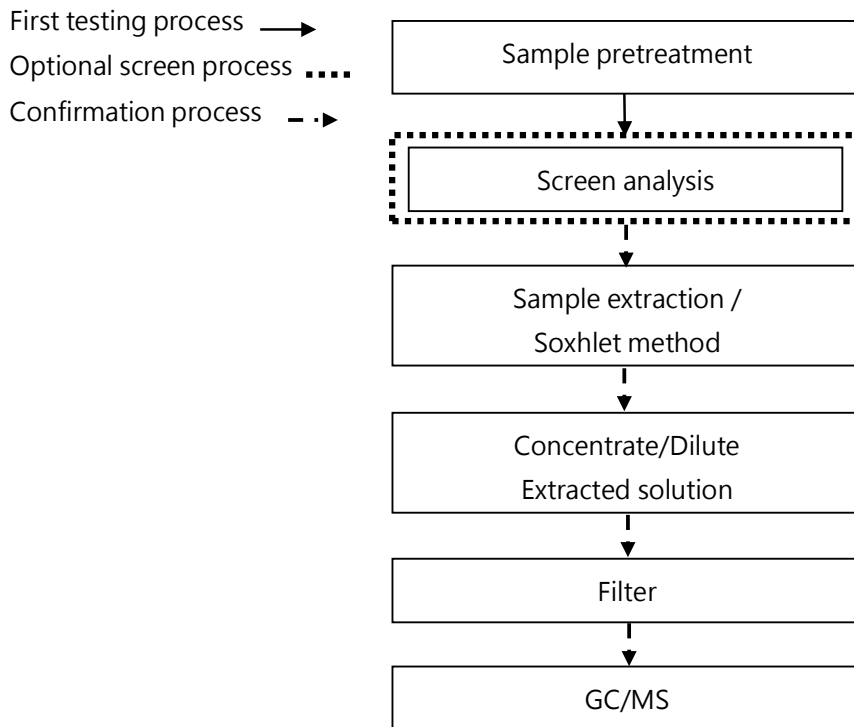 First testing process
Optional screen process
Confirmation process
Sample pretreatment
Screen analysis
Sample extraction /
Soxhlet method
Concentrate/Dilute
Extracted solution
Filter
GC/MS